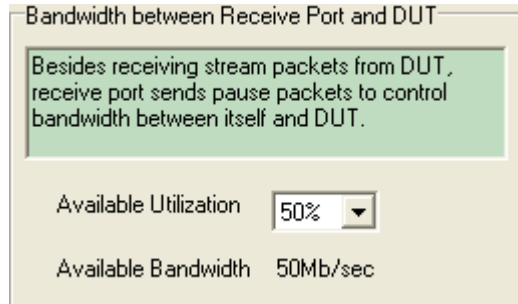 Bandwidth between Receive Port and DUT
Besides receiving stream packets from DUT,
receive port sends pause packets to control
bandwidth between itself and DUT.
Available Utilization 50%
Available Bandwidth 50Mb/sec